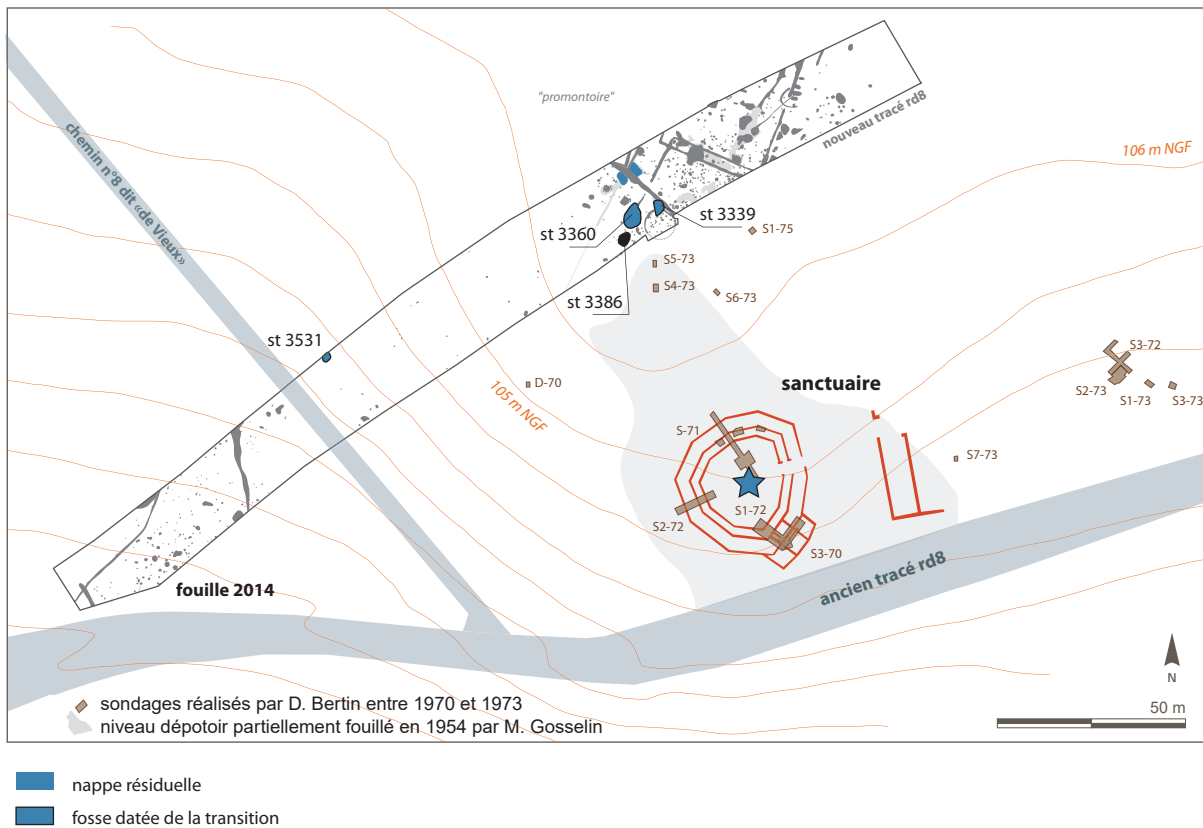 "promontoire"
nouveau tracé rd8
chemin n°8 dit «de Vieux»
106 m NGF
st 3339
st 3360
S1-75
S5-73
S4-73
S6-73
st 3386
st 3531
S3-72
D-70
sanctuaire
S2-73
S1-73
S3-73
105 m NGF
S-71
S7-73
S1-72
S2-72
S3-70
ancien tracé rd8
fouille 2014
N
sondages réalisés par D. Bertin entre 1970 et 1973
50 m
niveau dépotoir partiellement fouillé en 1954 par M. Gosselin
nappe résiduelle
fosse datée de la transition